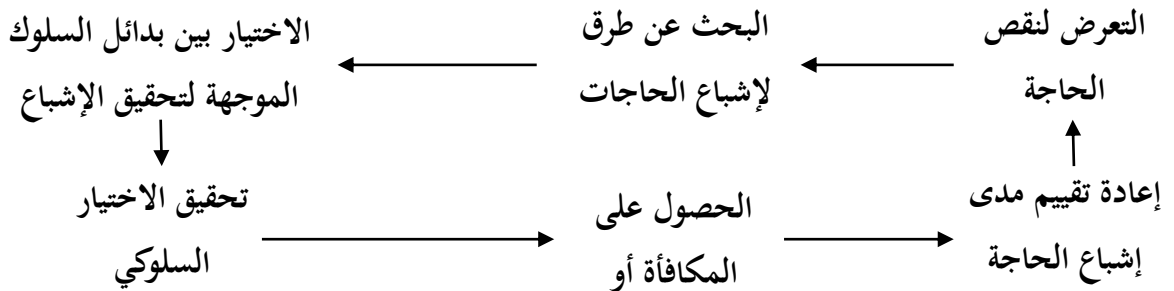 التعرض لنقص
الحاجة
البحث عن طرق
لإشباع الحاجات
الاختيار بين بدائل السلوك
الموجهة لتحقيق الإشباع
تحقيق الاختيار
السلوكي
الحصول على
المكافأة أو
إعادة تقييم مدى
إشباع الحاجة